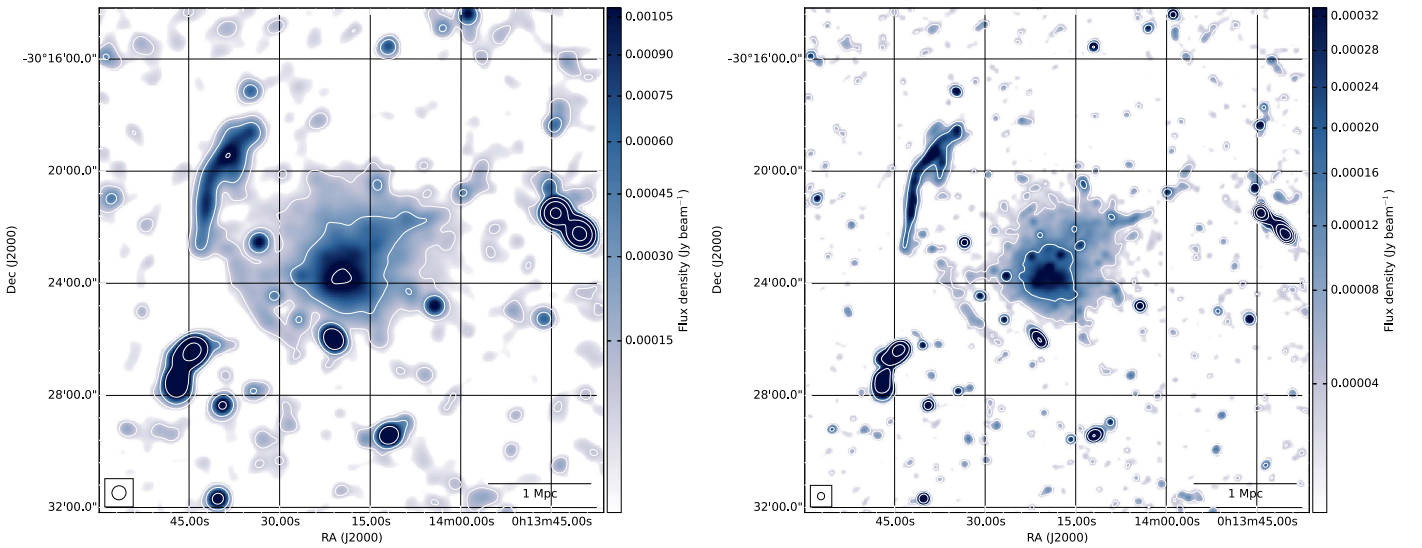 -30°16'00.0"
20'00.0"
24'00.0"
28'00.0"
32'00.0"
Dec (J2000)
45.00s 30.00s 15.00s 14m00.00s 0h13m45.00s
RA (J2000)
1 Mpc
0.00105
0.00090
0.00075
0.00060
0.00045
0.00030
0.00015
Flux density (Jy beam⁻¹)
-30°16'00.0"
20'00.0"
24'00.0"
28'00.0"
32'00.0"
Dec (J2000)
45.00s 30.00s 15.00s 14m00.00s 0h13m45.00s
RA (J2000)
1 Mpc
0.00032
0.00028
0.00024
0.00020
0.00016
0.00012
0.00008
0.00004
Flux density (Jy beam⁻¹)